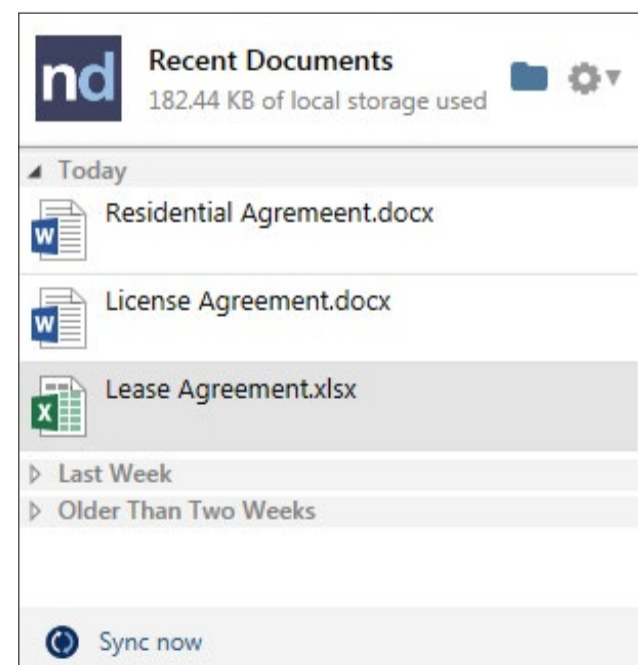 nd
Recent Documents
182.44 KB of local storage used
Today
Residential Agremeent.docx
W
License Agreement.docx
W
Lease Agreement.xlsx
X
Last Week
Older Than Two Weeks
Sync now